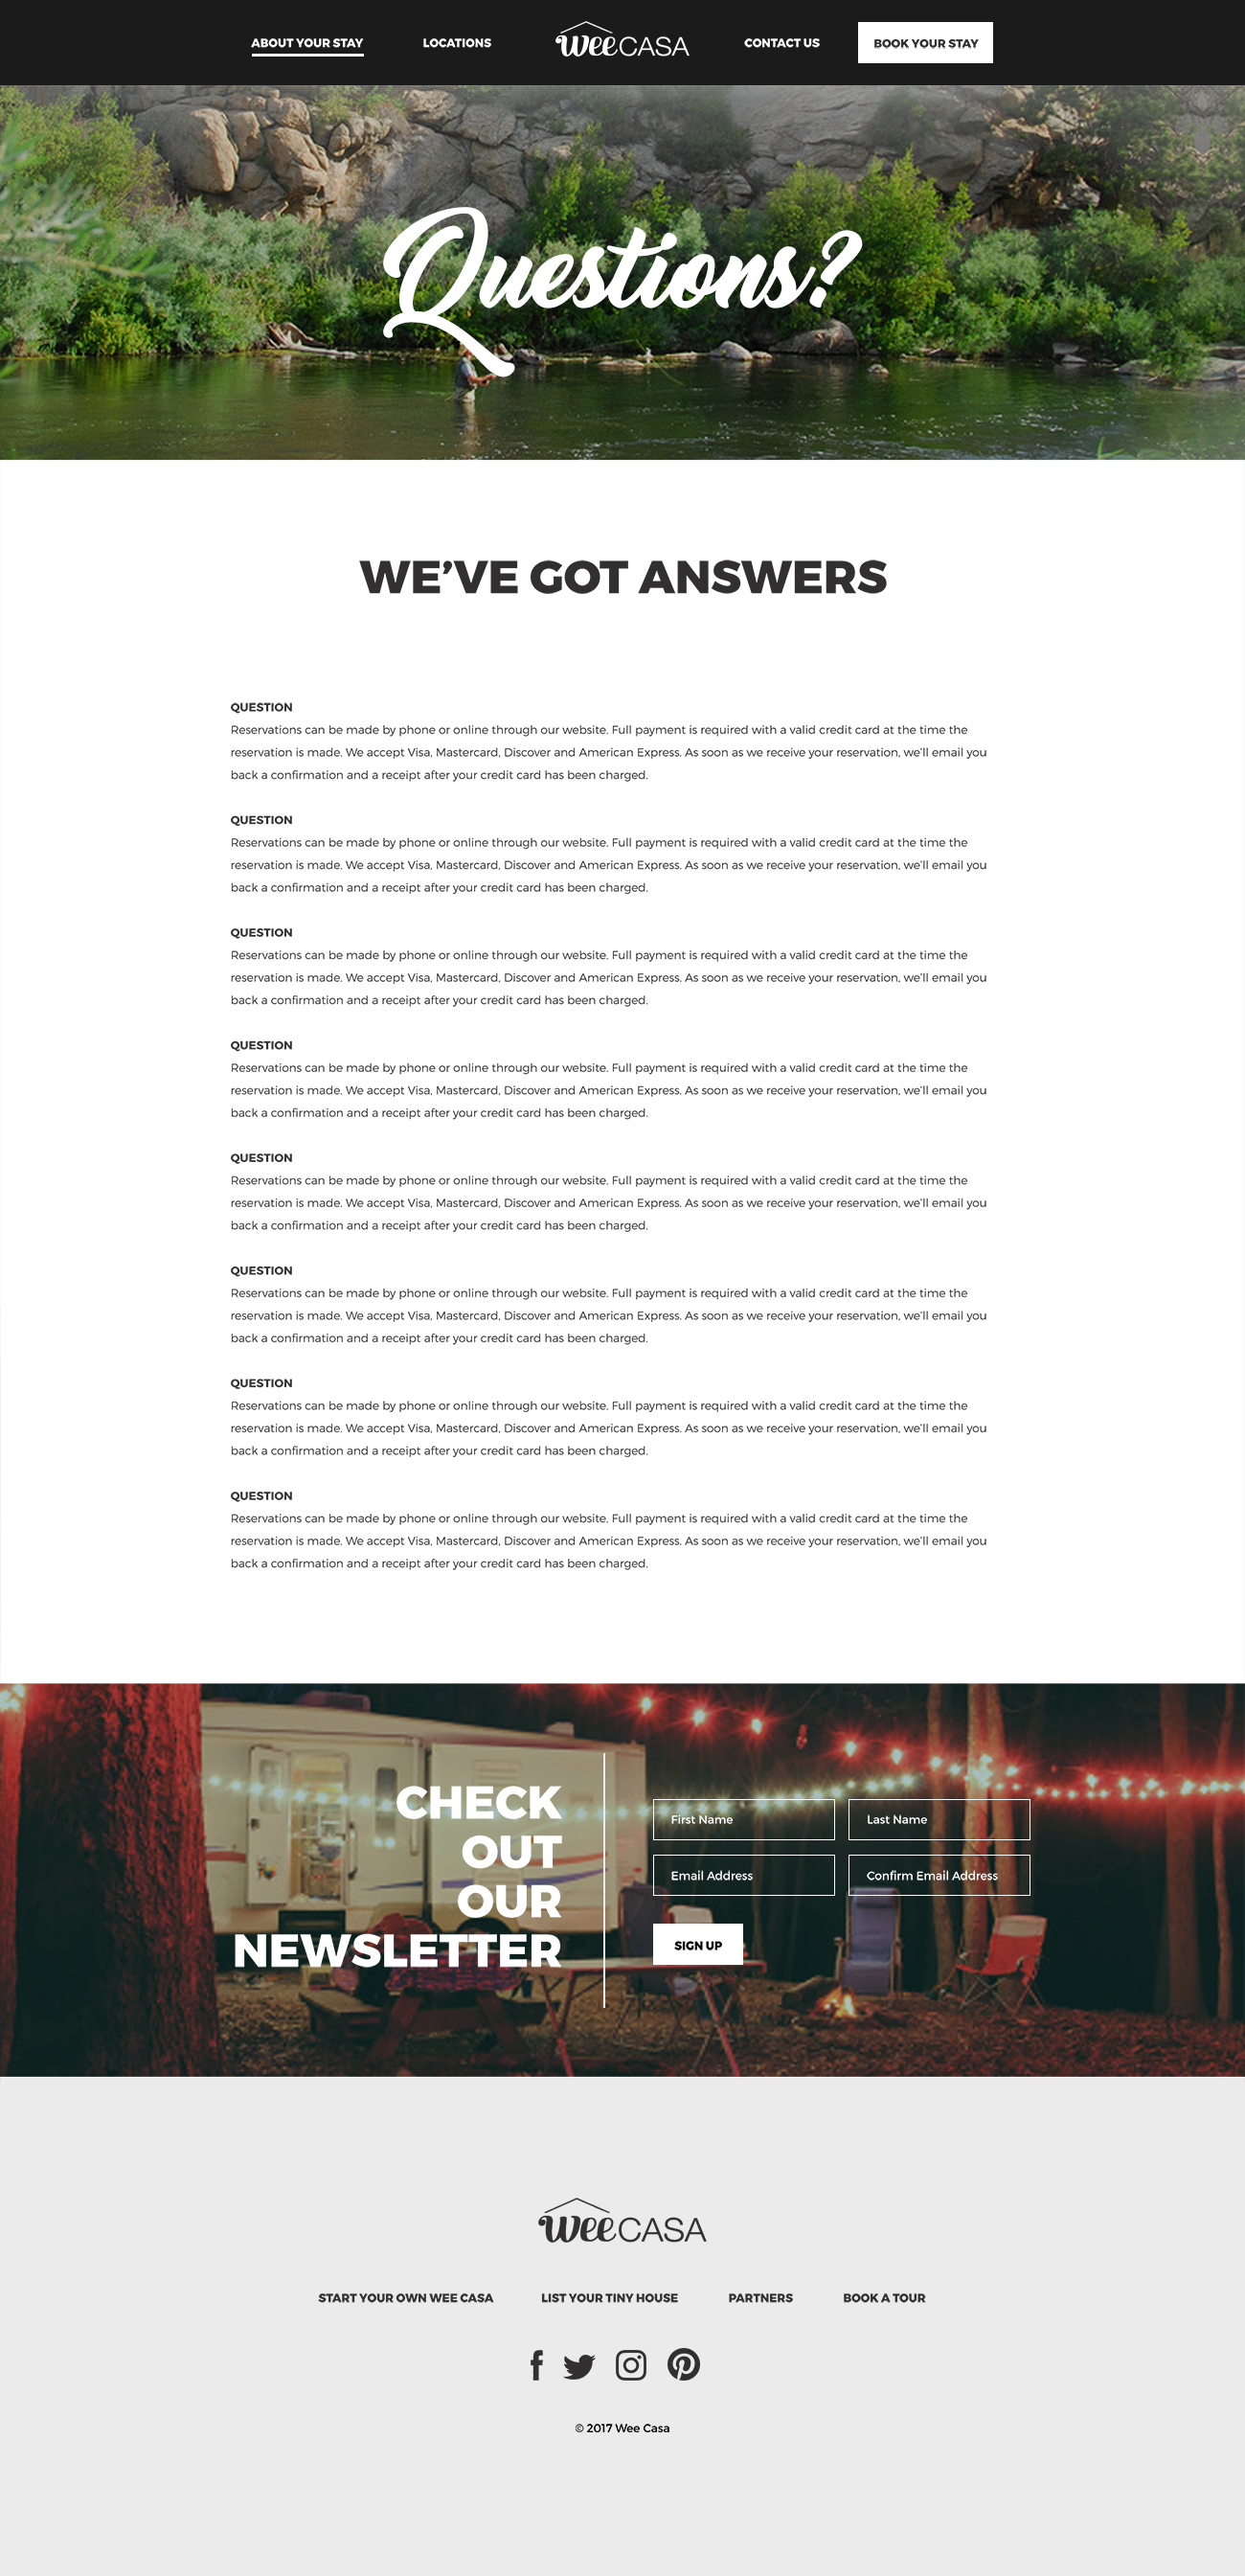 ABOUT YOUR STAY LOCATIONS WeeCASA CONTACT US BOOK YOUR STAY
Questions?
WE’VE GOT ANSWERS
QUESTION
Reservations can be made by phone or online through our website. Full payment is required with a valid credit card at the time the
reservation is made. We accept Visa, Mastercard, Discover and American Express. As soon as we receive your reservation, we’ll email you
back a confirmation and a receipt after your credit card has been charged.
QUESTION
Reservations can be made by phone or online through our website. Full payment is required with a valid credit card at the time the
reservation is made. We accept Visa, Mastercard, Discover and American Express. As soon as we receive your reservation, we’ll email you
back a confirmation and a receipt after your credit card has been charged.
QUESTION
Reservations can be made by phone or online through our website. Full payment is required with a valid credit card at the time the
reservation is made. We accept Visa, Mastercard, Discover and American Express. As soon as we receive your reservation, we’ll email you
back a confirmation and a receipt after your credit card has been charged.
QUESTION
Reservations can be made by phone or online through our website. Full payment is required with a valid credit card at the time the
reservation is made. We accept Visa, Mastercard, Discover and American Express. As soon as we receive your reservation, we’ll email you
back a confirmation and a receipt after your credit card has been charged.
QUESTION
Reservations can be made by phone or online through our website. Full payment is required with a valid credit card at the time the
reservation is made. We accept Visa, Mastercard, Discover and American Express. As soon as we receive your reservation, we’ll email you
back a confirmation and a receipt after your credit card has been charged.
QUESTION
Reservations can be made by phone or online through our website. Full payment is required with a valid credit card at the time the
reservation is made. We accept Visa, Mastercard, Discover and American Express. As soon as we receive your reservation, we’ll email you
back a confirmation and a receipt after your credit card has been charged.
QUESTION
Reservations can be made by phone or online through our website. Full payment is required with a valid credit card at the time the
reservation is made. We accept Visa, Mastercard, Discover and American Express. As soon as we receive your reservation, we’ll email you
back a confirmation and a receipt after your credit card has been charged.
QUESTION
Reservations can be made by phone or online through our website. Full payment is required with a valid credit card at the time the
reservation is made. We accept Visa, Mastercard, Discover and American Express. As soon as we receive your reservation, we’ll email you
back a confirmation and a receipt after your credit card has been charged.
CHECK
OUT
OUR
NEWSLETTER
First Name Last Name
Email Address Confirm Email Address
SIGN UP
WeeCASA
START YOUR OWN WEE CASA LIST YOUR TINY HOUSE PARTNERS BOOK A TOUR
© 2017 Wee Casa